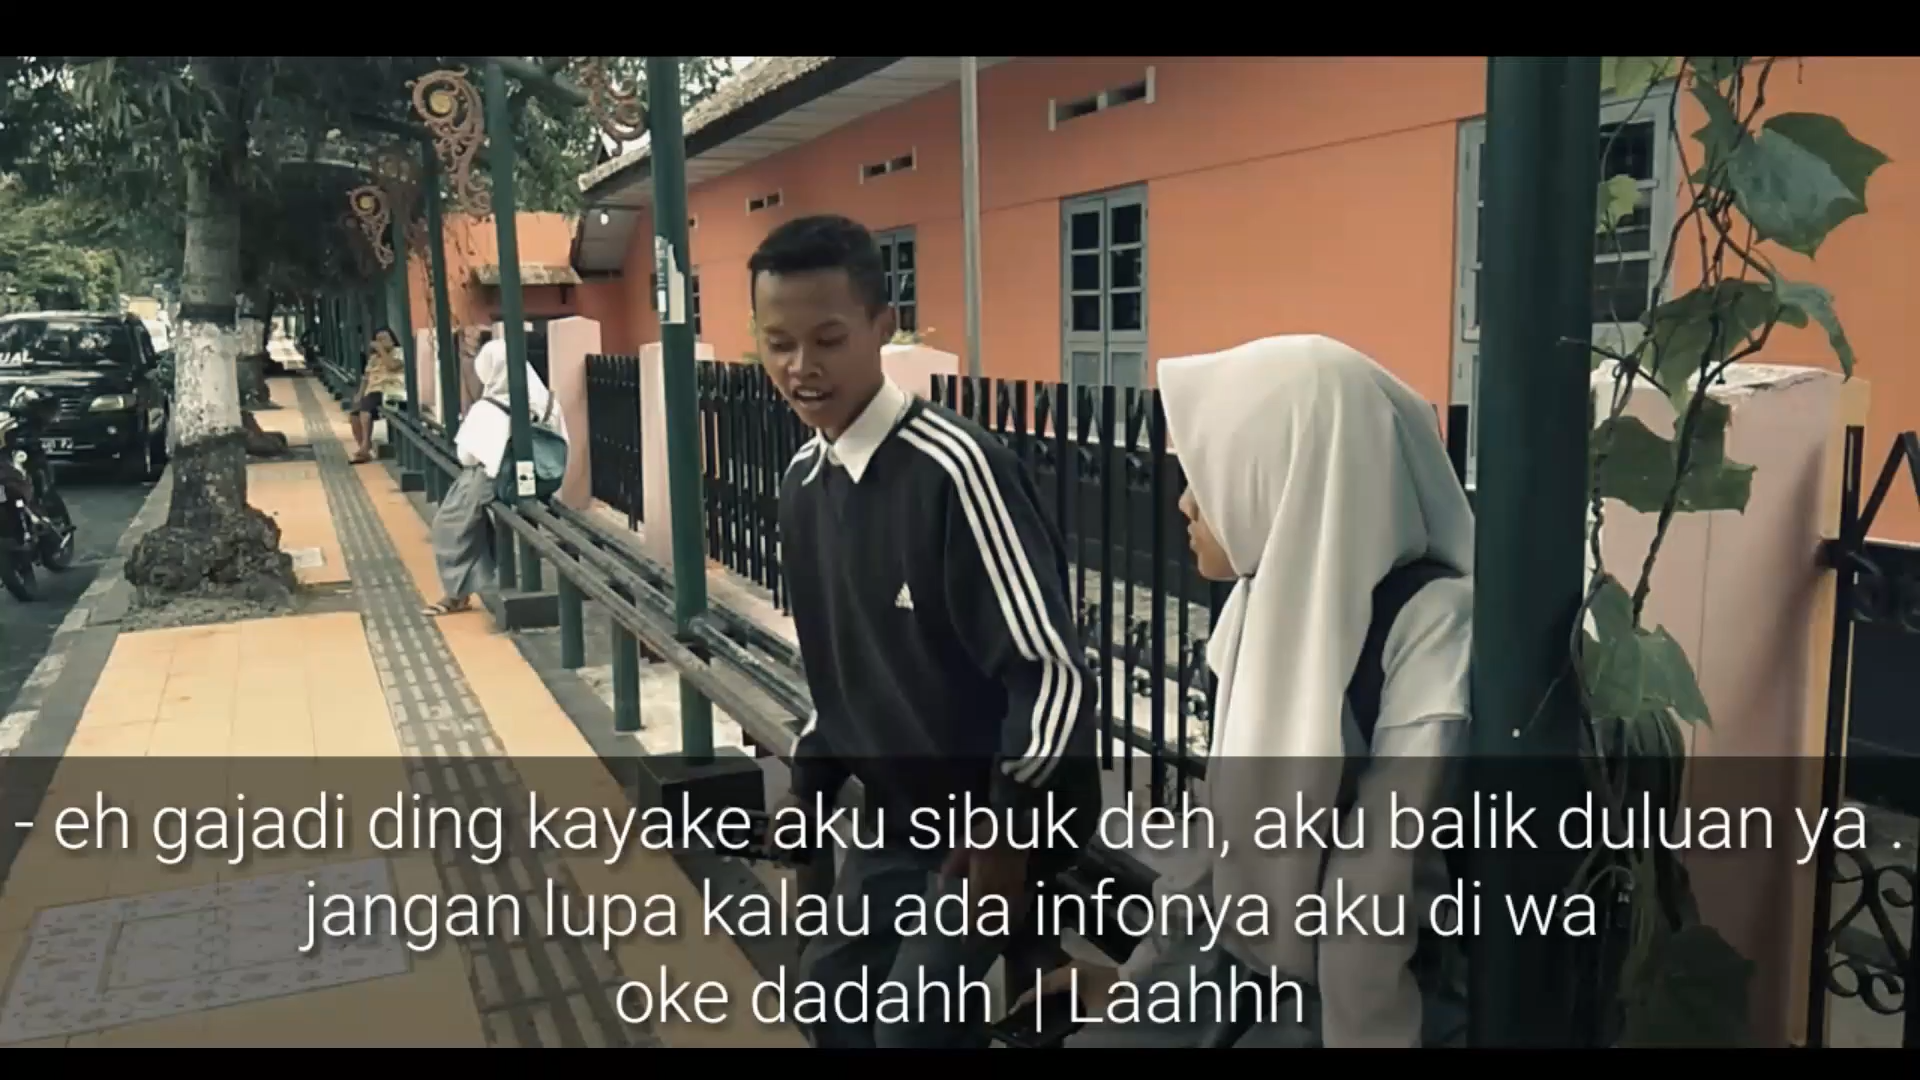 UAL
- eh gajadi ding kayake aku sibuk deh, aku balik duluan ya .
jangan lupa kalau ada infonya aku di wa
oke dadahh | Laahhh